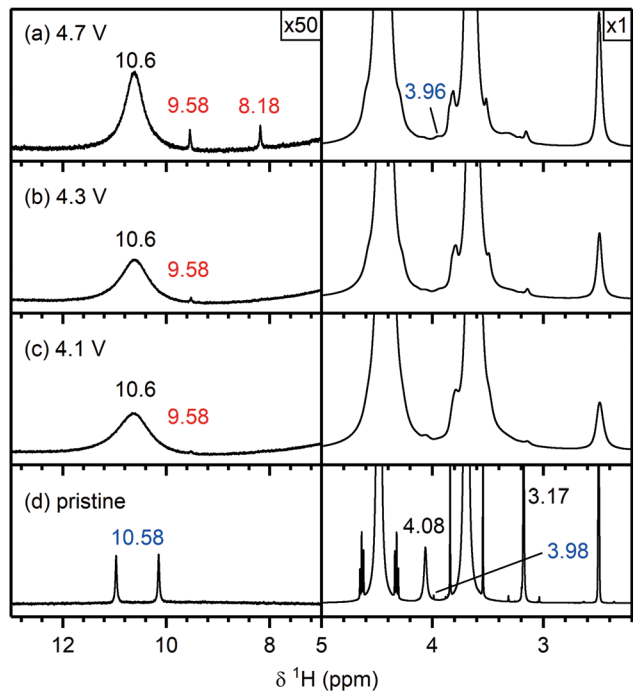 (a) 4.7 V
x50
x1
10.6
9.58
8.18
3.96
(b) 4.3 V
10.6
9.58
(c) 4.1 V
10.6
9.58
(d) pristine
10.58
4.08
3.17
3.98
12 10 8 5 4 3
δ ¹H (ppm)